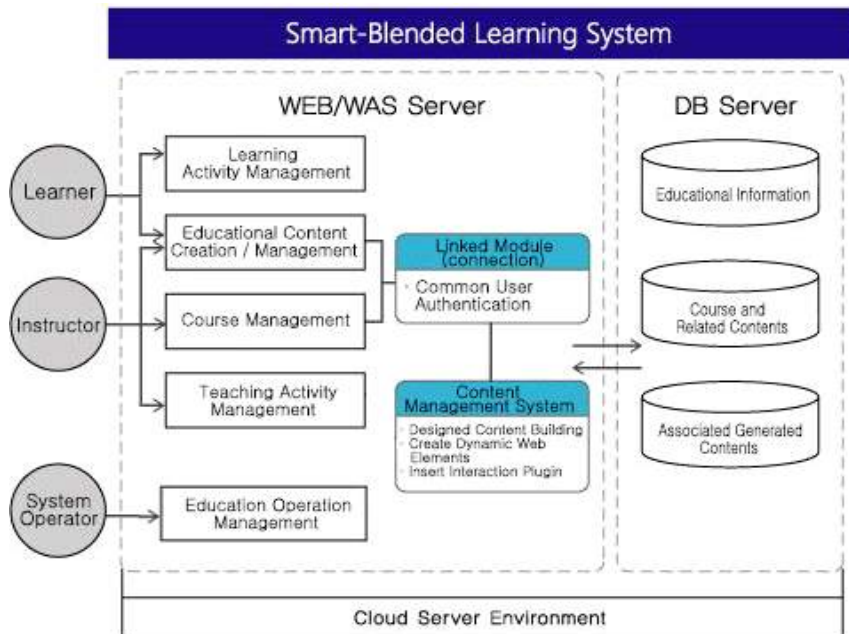 Smart-Blended Learning System
WEB/WAS Server
DB Server
Learner
Learning
Activity Management
Educational Content
Creation / Management
Instructor
Course Management
Teaching Activity
Management
System
Operator
Education Operation
Management
Linked Module
(connection)
· Common User
Authentication
Content
Management System
· Designed Content Building
· Create Dynamic Web
Elements
· Insert Interaction Plugin
Educational Information
Course and
Related Contents
Associated Generated
Contents
Cloud Server Environment